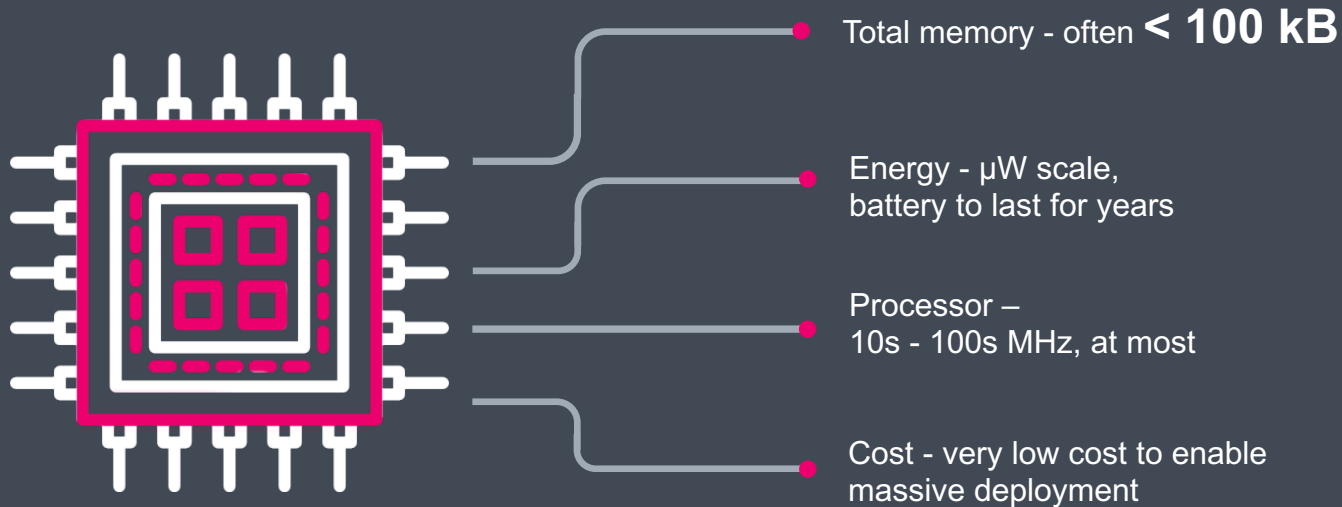 Total memory - often < 100 kB
Energy - µW scale,
battery to last for years
Processor –
10s - 100s MHz, at most
Cost - very low cost to enable
massive deployment